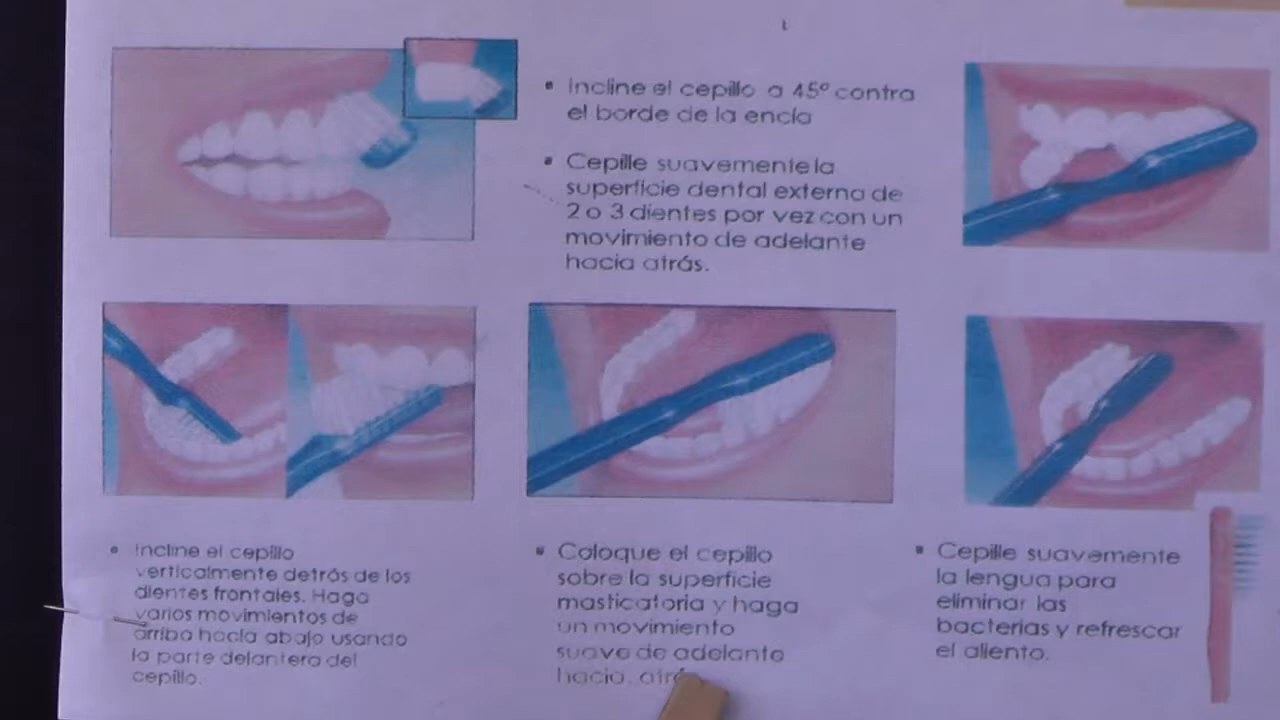 Incline el cepillo a 45º contra
el borde de la encía
Cepille suavemente la
superficie dental externa de
2 o 3 dientes por vez con un
movimiento de adelante
hacia atrás.
Incline el cepillo
verticalmente detrás de los
dientes frontales. Haga
varios movimientos de
arriba hacia abajo usando
la parte delantera del
cepillo.
Coloque el cepillo
sobre la superficie
masticatoria y haga
un movimiento
suave de adelante
hacia
Cepille suavemente
la lengua para
eliminar las
bacterias y refrescar
el aliento.